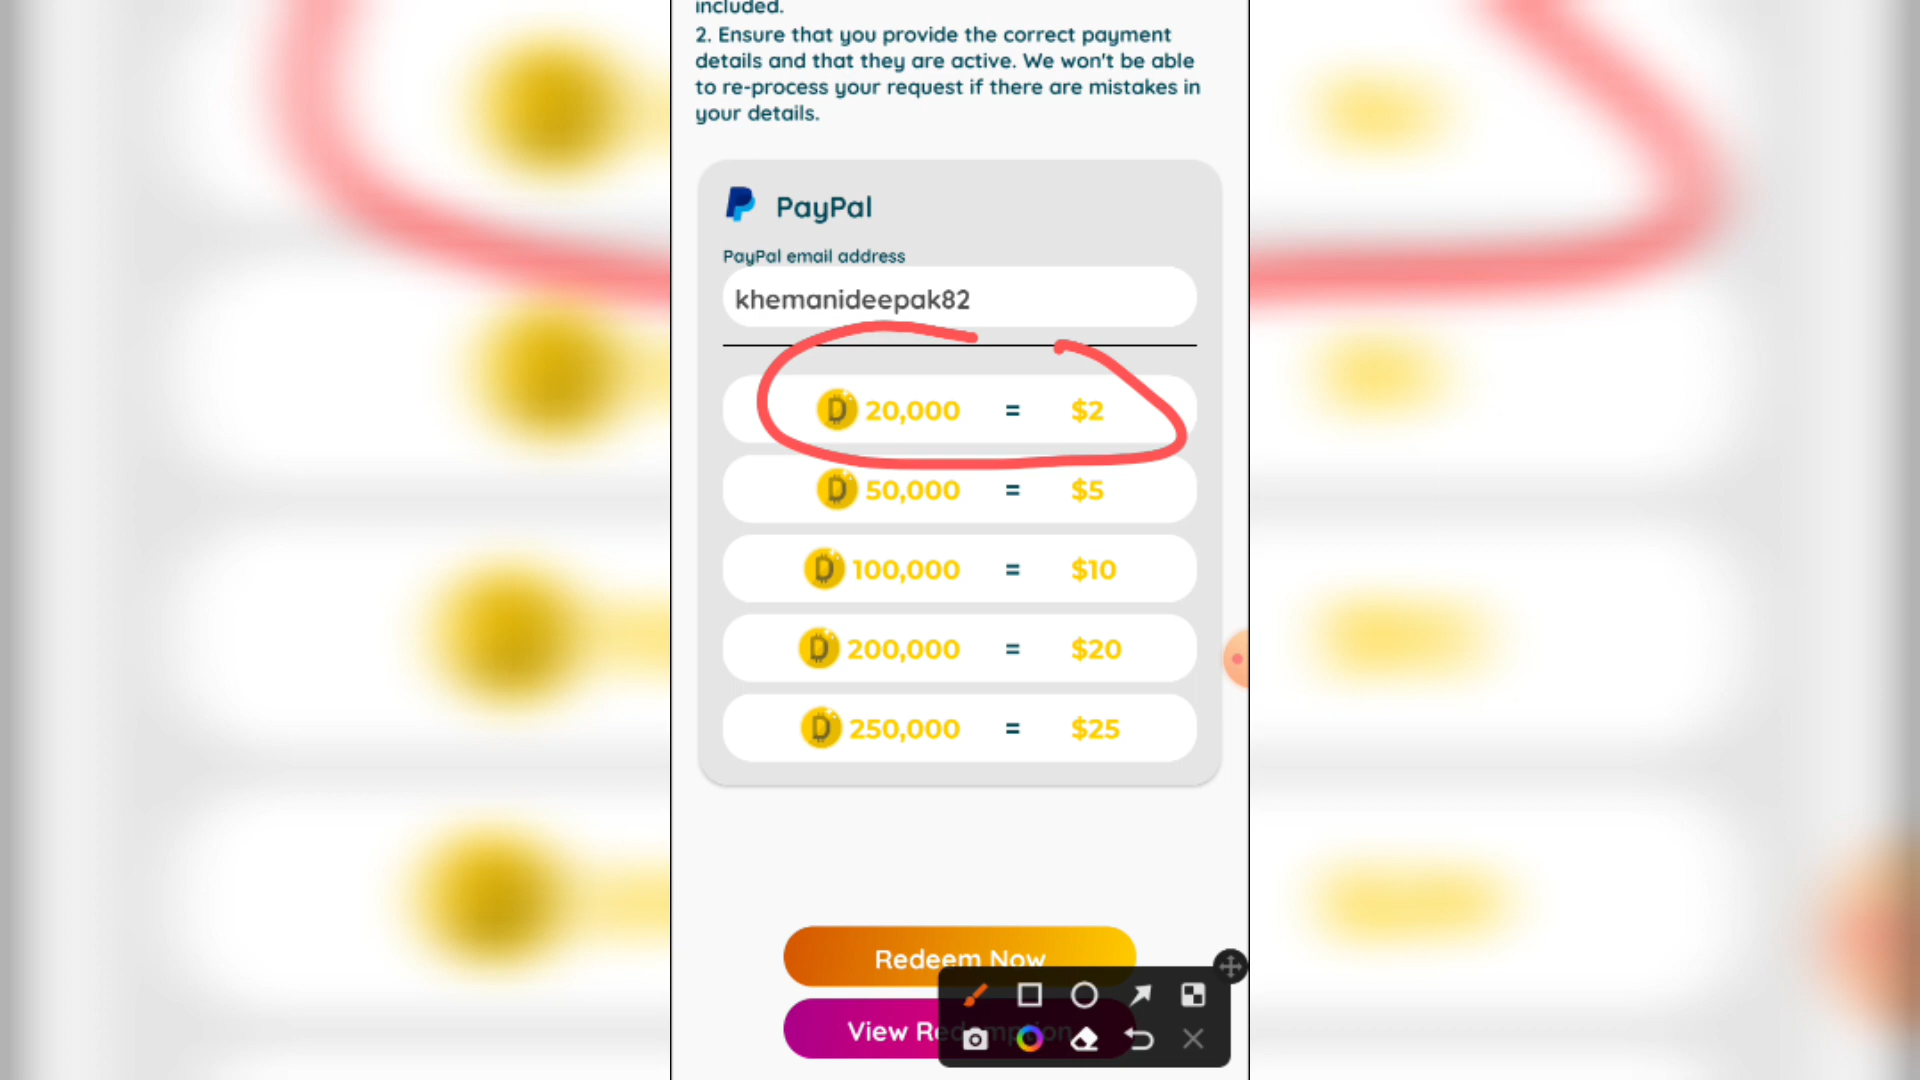 included.
2. Ensure that you provide the correct payment
details and that they are active. We won't be able
to re-process your request if there are mistakes in
your details.
PayPal
PayPal email address
khemanideepak82
20,000 = $2
50,000 = $5
100,000 = $10
200,000 = $20
250,000 = $25
Redeem Now
View Redemption